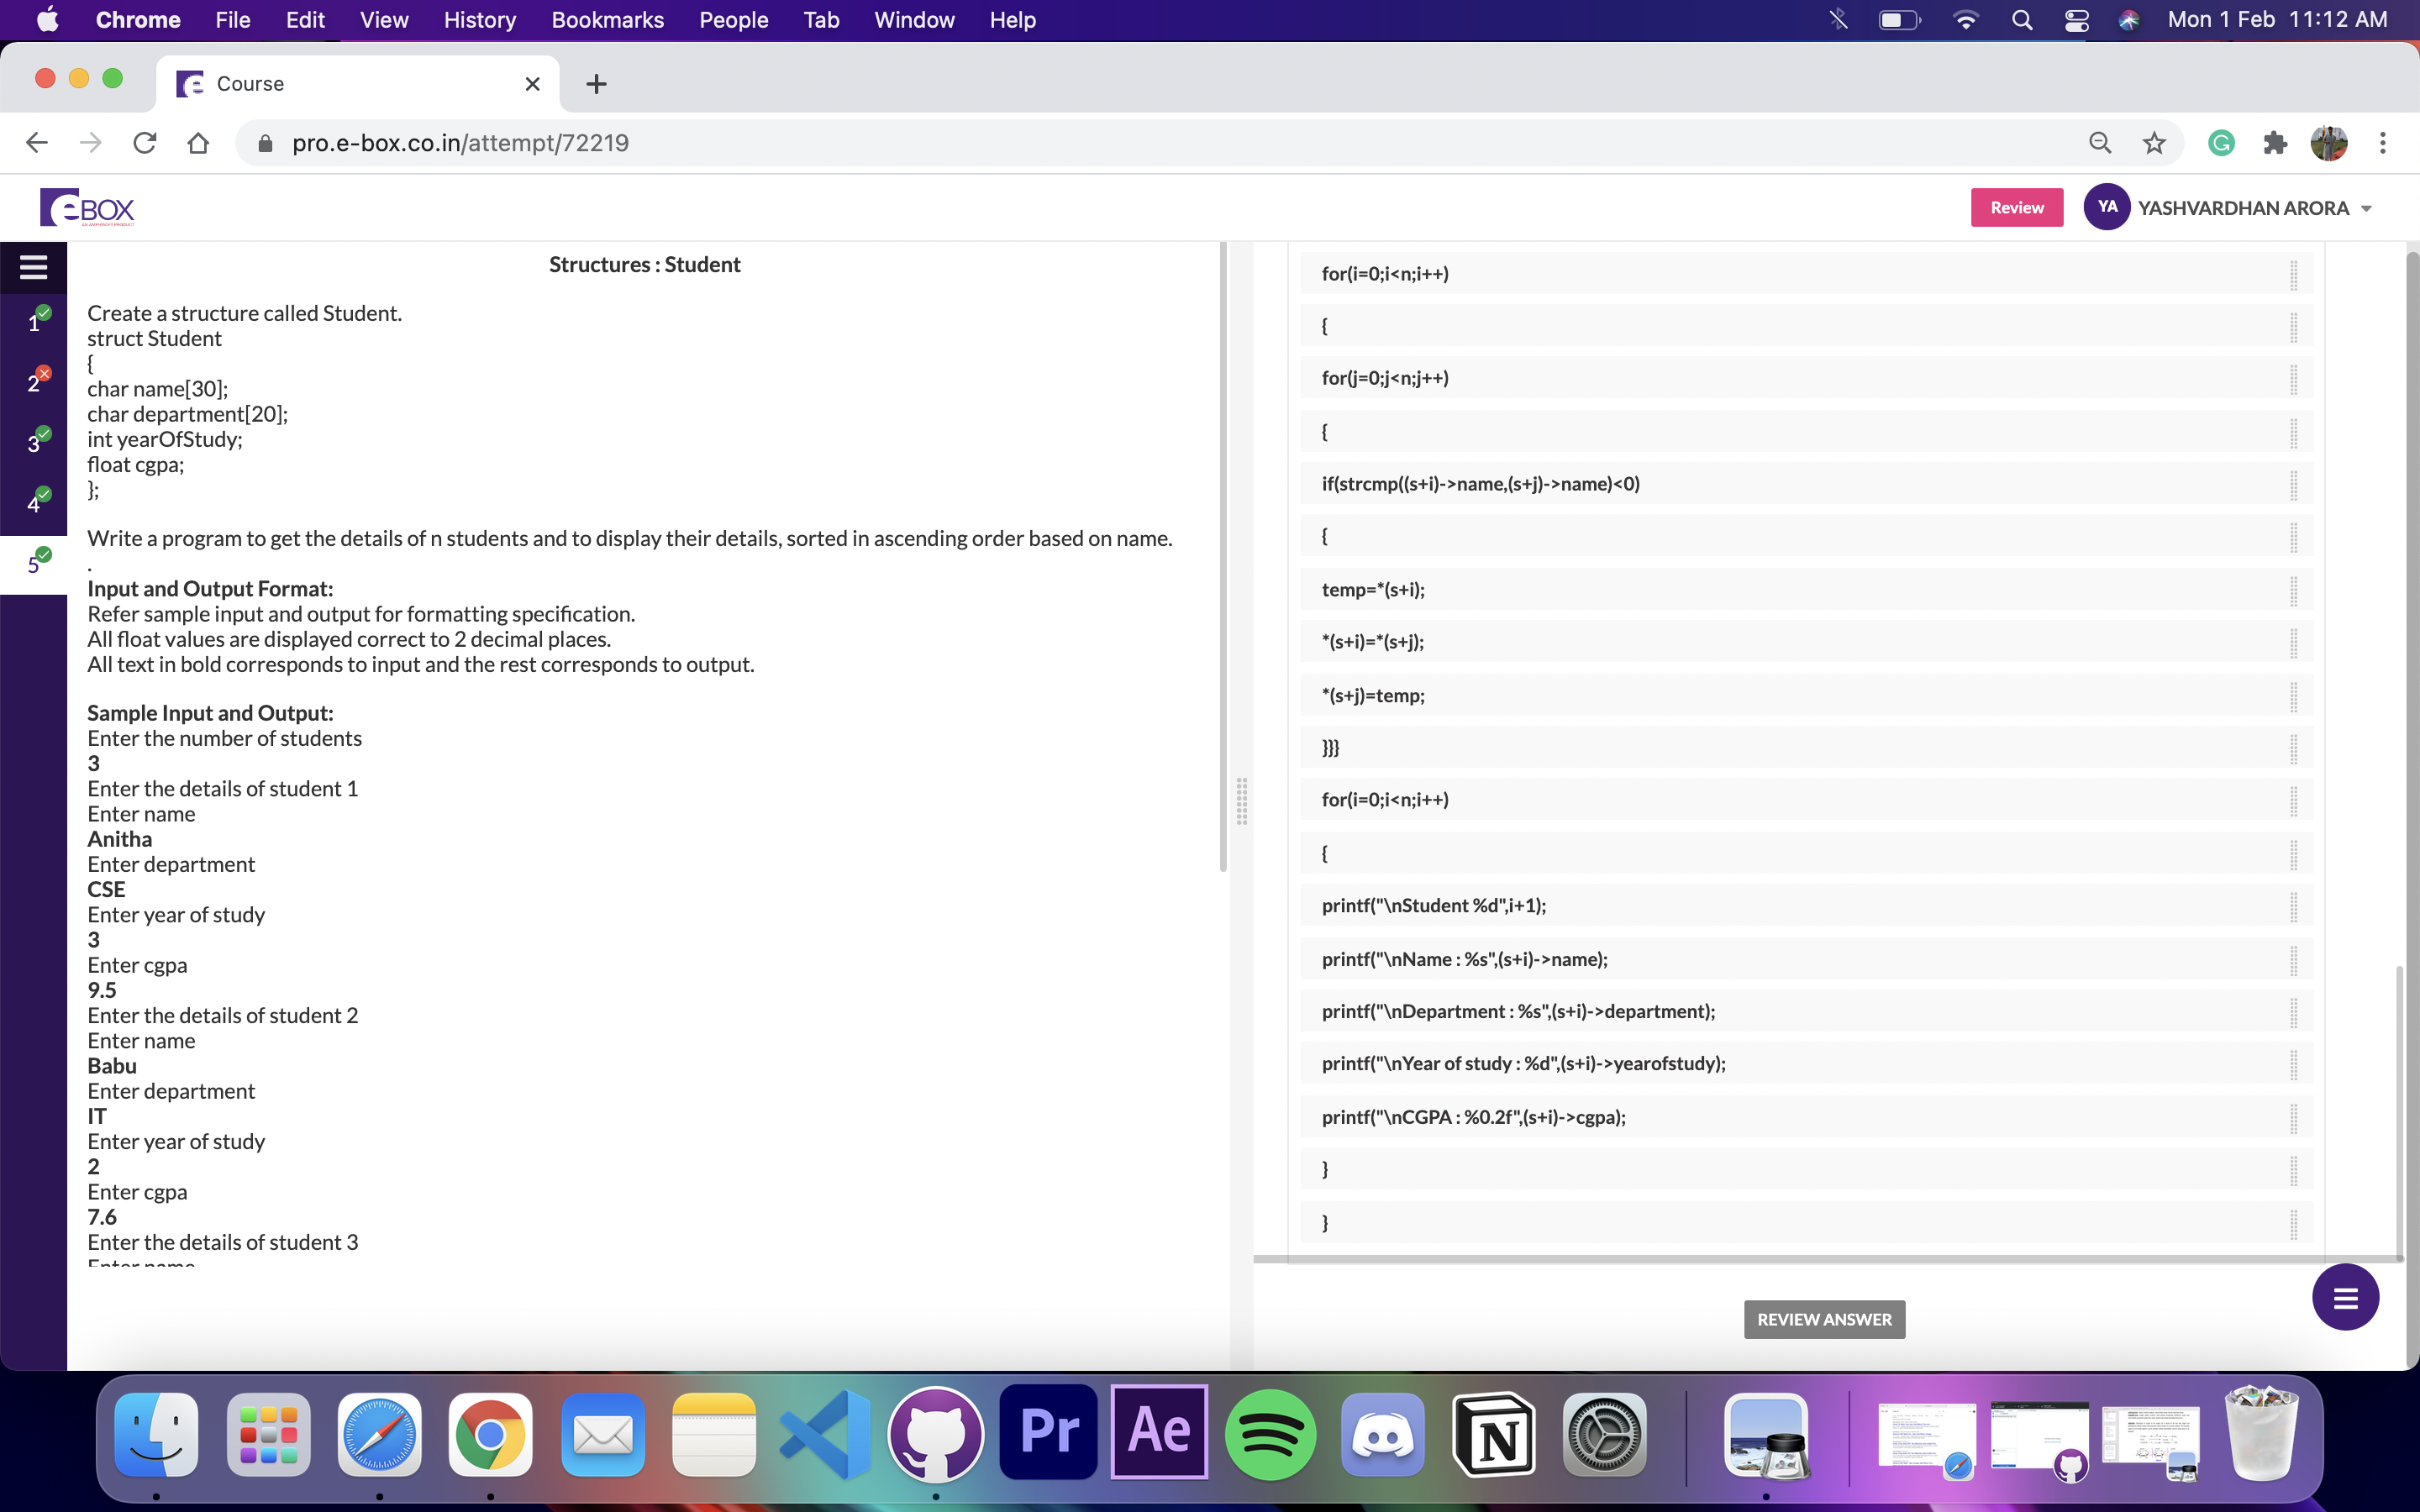 Chrome File Edit View History Bookmarks People Tab Window Help Mon 1 Feb 11:12 AM
Course
pro.e-box.co.in/attempt/72219
eBOX
Review YA YASHVARDHAN ARORA
1
2
3
4
5
Structures : Student
Create a structure called Student.
struct Student
{
char name[30];
char department[20];
int yearOfStudy;
float cgpa;
};
Write a program to get the details of n students and to display their details, sorted in ascending order based on name.
.
Input and Output Format:
Refer sample input and output for formatting specification.
All float values are displayed correct to 2 decimal places.
All text in bold corresponds to input and the rest corresponds to output.
Sample Input and Output:
Enter the number of students
3
Enter the details of student 1
Enter name
Anitha
Enter department
CSE
Enter year of study
3
Enter cgpa
9.5
Enter the details of student 2
Enter name
Babu
Enter department
IT
Enter year of study
2
Enter cgpa
7.6
Enter the details of student 3
Enter name
for(i=0;i<n;i++)
{
for(j=0;j<n;j++)
{
if(strcmp((s+i)->name,(s+j)->name)<0)
{
temp=*(s+i);
*(s+i)=*(s+j);
*(s+j)=temp;
}}}
for(i=0;i<n;i++)
{
printf("\nStudent %d",i+1);
printf("\nName : %s",(s+i)->name);
printf("\nDepartment : %s",(s+i)->department);
printf("\nYear of study : %d",(s+i)->yearofstudy);
printf("\nCGPA : %0.2f",(s+i)->cgpa);
}
}
REVIEW ANSWER
Pr Ae